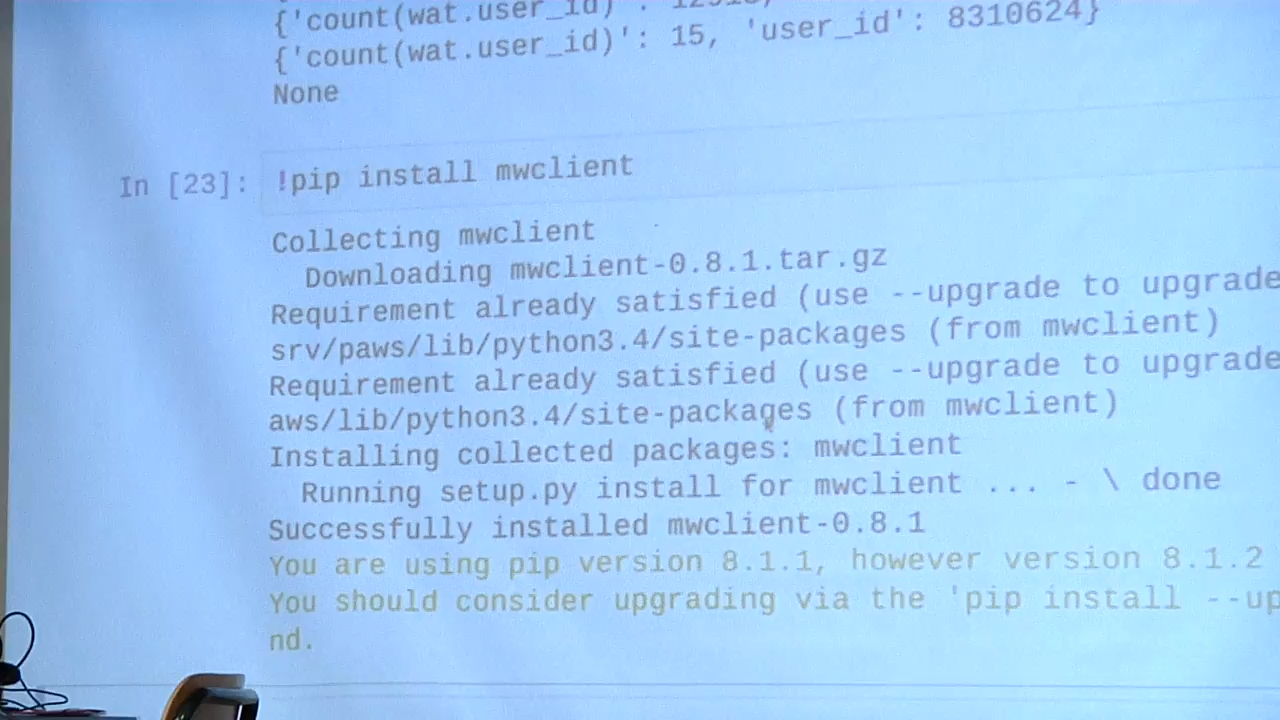 {'count(wat.user_id)':
{'count(wat.user_id)': 15, 'user_id': 8310624}
None
In [23]: !pip install mwclient
Collecting mwclient
Downloading mwclient-0.8.1.tar.gz
Requirement already satisfied (use --upgrade to upgrade
srv/paws/lib/python3.4/site-packages (from mwclient)
Requirement already satisfied (use --upgrade to upgrade
aws/lib/python3.4/site-packages (from mwclient)
Installing collected packages: mwclient
Running setup.py install for mwclient ... - \ done
Successfully installed mwclient-0.8.1
You are using pip version 8.1.1, however version 8.1.2
You should consider upgrading via the 'pip install --up
nd.